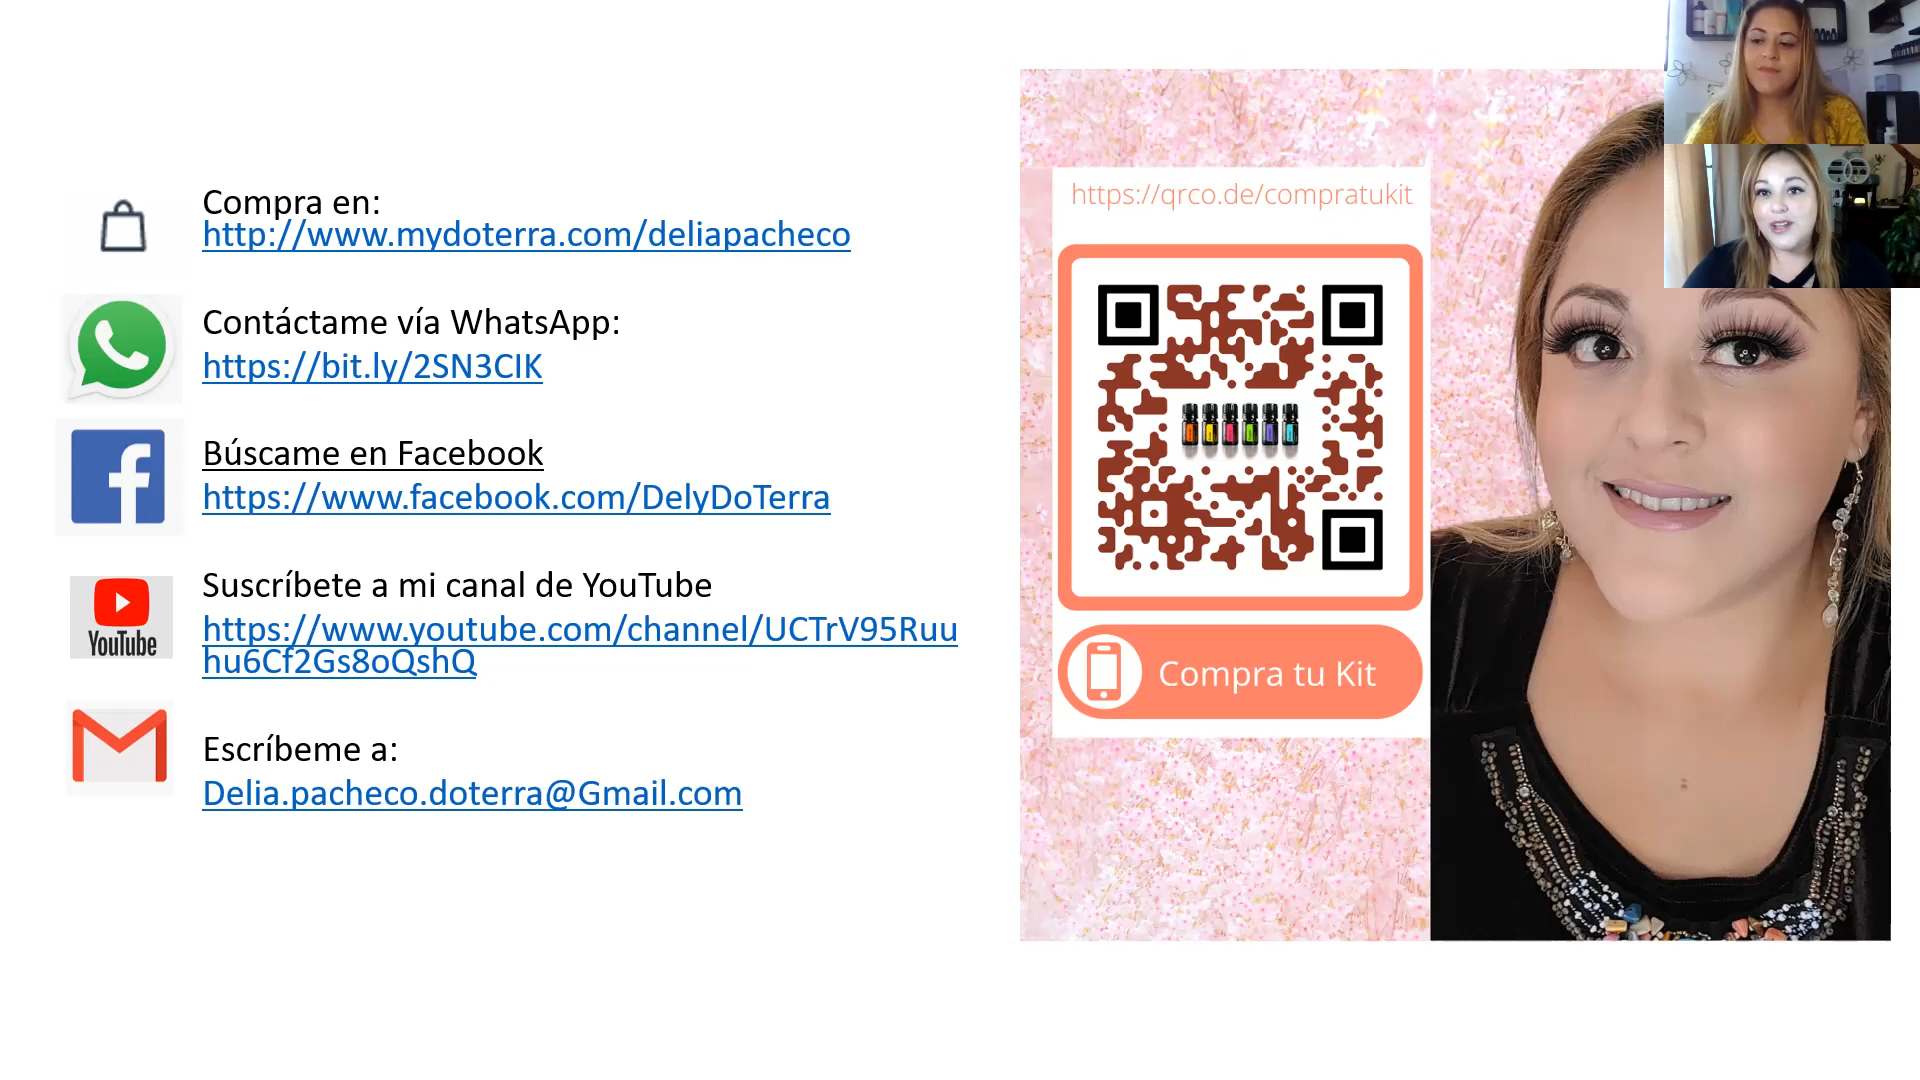 Compra en:
http://www.mydoterra.com/deliapacheco
Contáctame vía WhatsApp:
https://bit.ly/2SN3CIK
Búscame en Facebook
https://www.facebook.com/DelyDoTerra
Suscríbete a mi canal de YouTube
https://www.youtube.com/channel/UCTrV95Ruu
hu6Cf2Gs8oQshQ
YouTube
Escríbeme a:
Delia.pacheco.doterra@Gmail.com
https://qrco.de/compratukit
Compra tu Kit